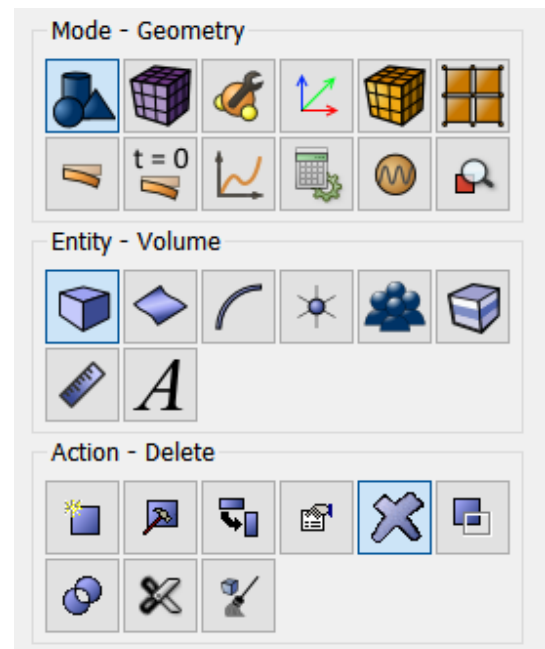 Mode - Geometry
t = 0
Entity - Volume
A
Action - Delete